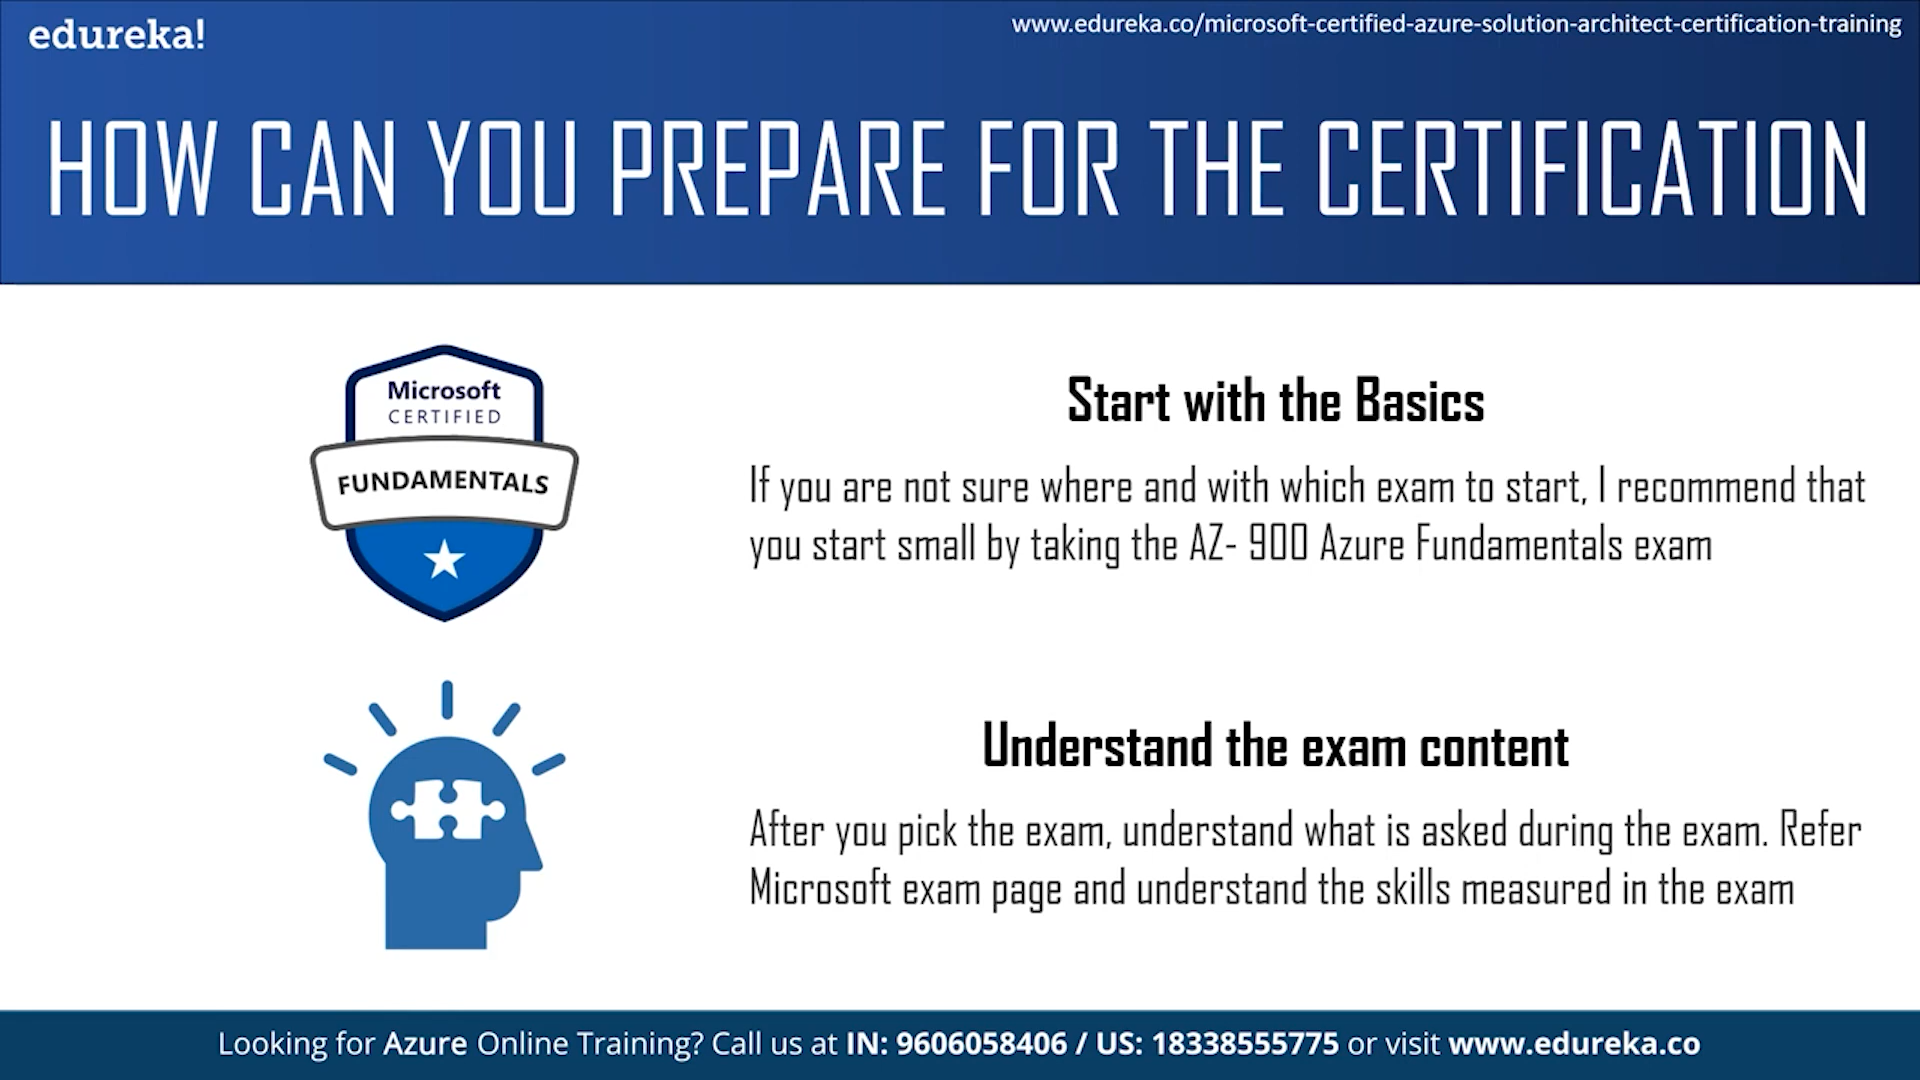 edureka!
www.edureka.co/microsoft-certified-azure-solution-architect-certification-training
HOW CAN YOU PREPARE FOR THE CERTIFICATION
Microsoft
CERTIFIED
FUNDAMENTALS
Start with the Basics
If you are not sure where and with which exam to start, I recommend that
you start small by taking the AZ- 900 Azure Fundamentals exam
Understand the exam content
After you pick the exam, understand what is asked during the exam. Refer
Microsoft exam page and understand the skills measured in the exam
Looking for Azure Online Training? Call us at IN: 9606058406 / US: 18338555775 or visit www.edureka.co